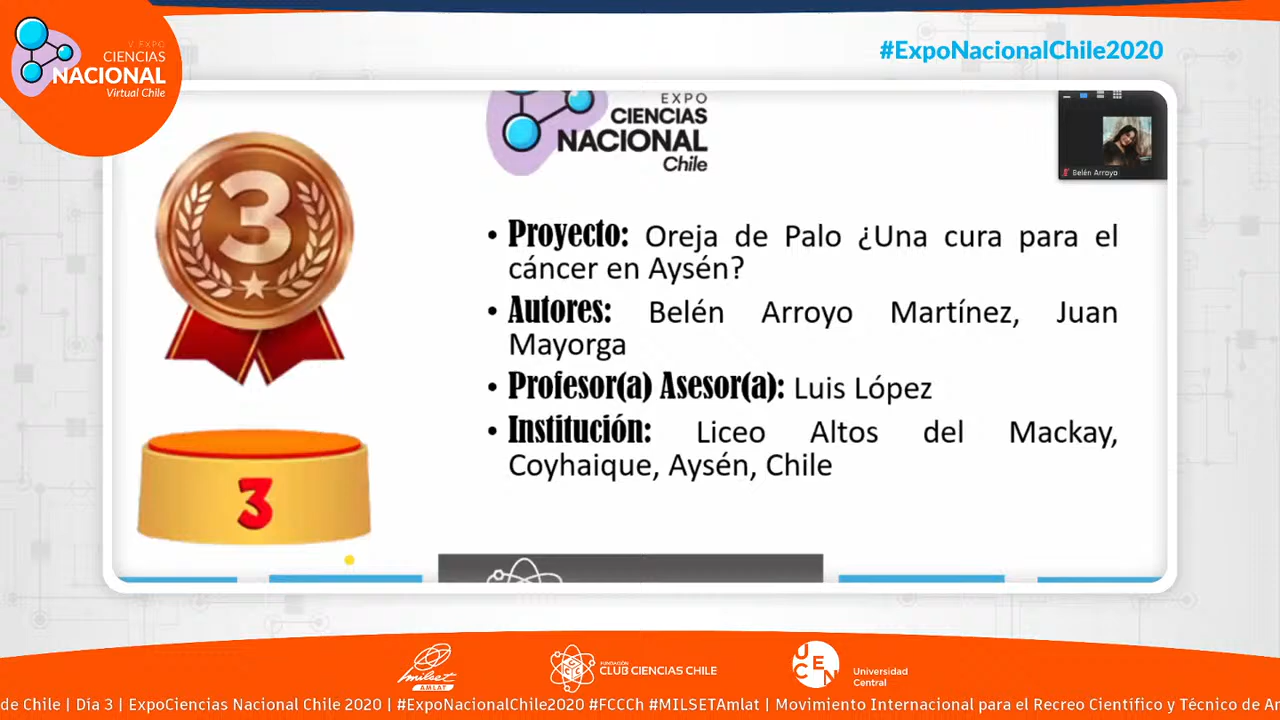 V EXPO
CIENCIAS
NACIONAL
Virtual Chile
#ExpoNacionalChile2020
EXPO
CIENCIAS
NACIONAL
Chile
Belén Arroyo
3
• Proyecto: Oreja de Palo ¿Una cura para el
cáncer en Aysén?
• Autores: Belén Arroyo Martínez, Juan
Mayorga
• Profesor(a) Asesor(a): Luis López
• Institución: Liceo Altos del Mackay,
Coyhaique, Aysén, Chile
3
milset
AMLAT
FUNDACIÓN
CLUB CIENCIAS CHILE
UCEN
Universidad
Central
de Chile | Día 3 | ExpoCiencias Nacional Chile 2020 | #ExpoNacionalChile2020 #FCCCh #MILSETAmlat | Movimiento Internacional para el Recreo Científico y Técnico de Am